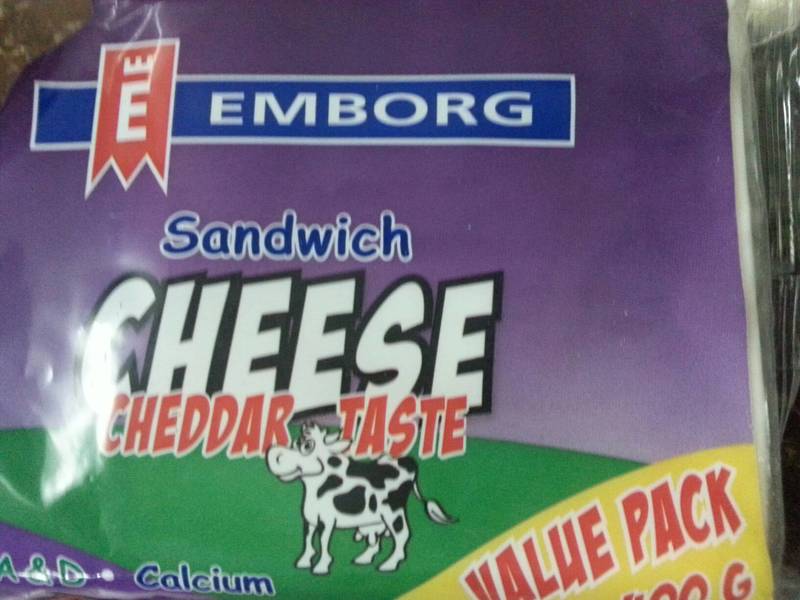 E
EMBORG
Sandwich
CHEESE
CHEDDAR TASTE
A & D Calcium
VALUE PACK
G